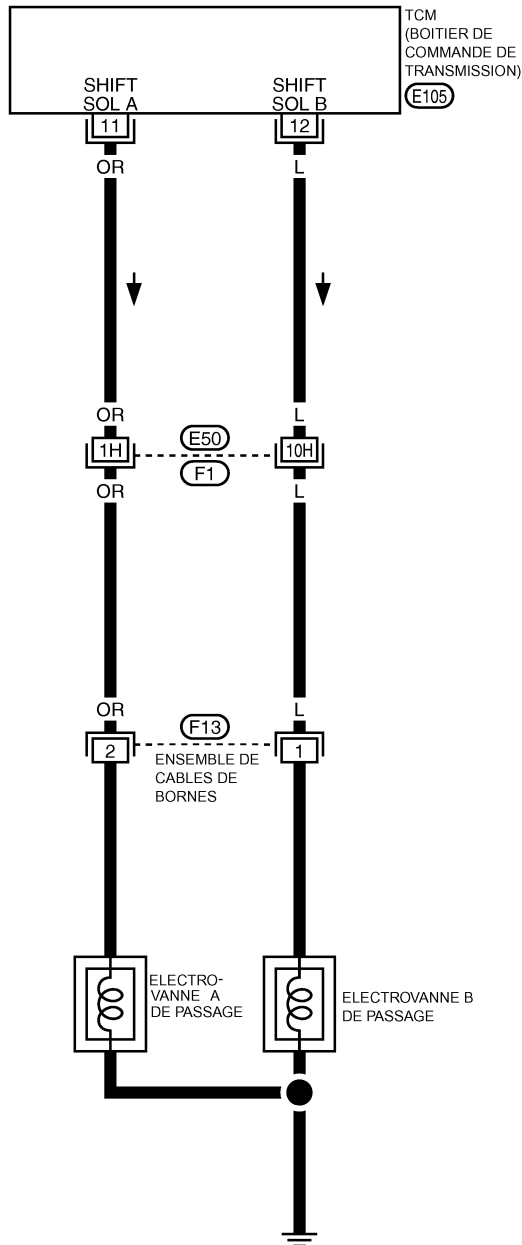 TCM
(BOITIER DE
COMMANDE DE
TRANSMISSION)
E105
SHIFT
SOL A
SHIFT
SOL B
11
12
OR
L
OR
L
1H
E50
10H
F1
OR
L
OR
L
F13
2
1
ENSEMBLE DE
CABLES DE
BORNES
ELECTRO-
VANNE A
DE PASSAGE
ELECTROVANNE B
DE PASSAGE